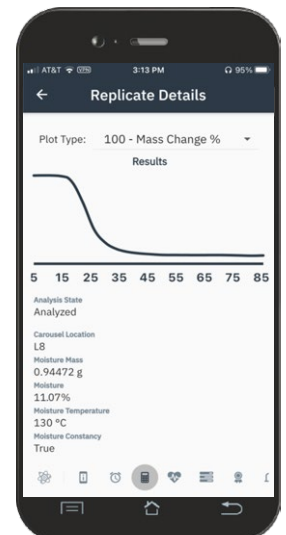 AT&T VPN 3:13 PM 95%
Replicate Details
Plot Type: 100 - Mass Change %
Results
5 15 25 35 45 55 65 75 85
Analysis State
Analyzed
Carousel Location
L8
Moisture Mass
0.94472 g
Moisture
11.07%
Moisture Temperature
130 °C
Moisture Constancy
True